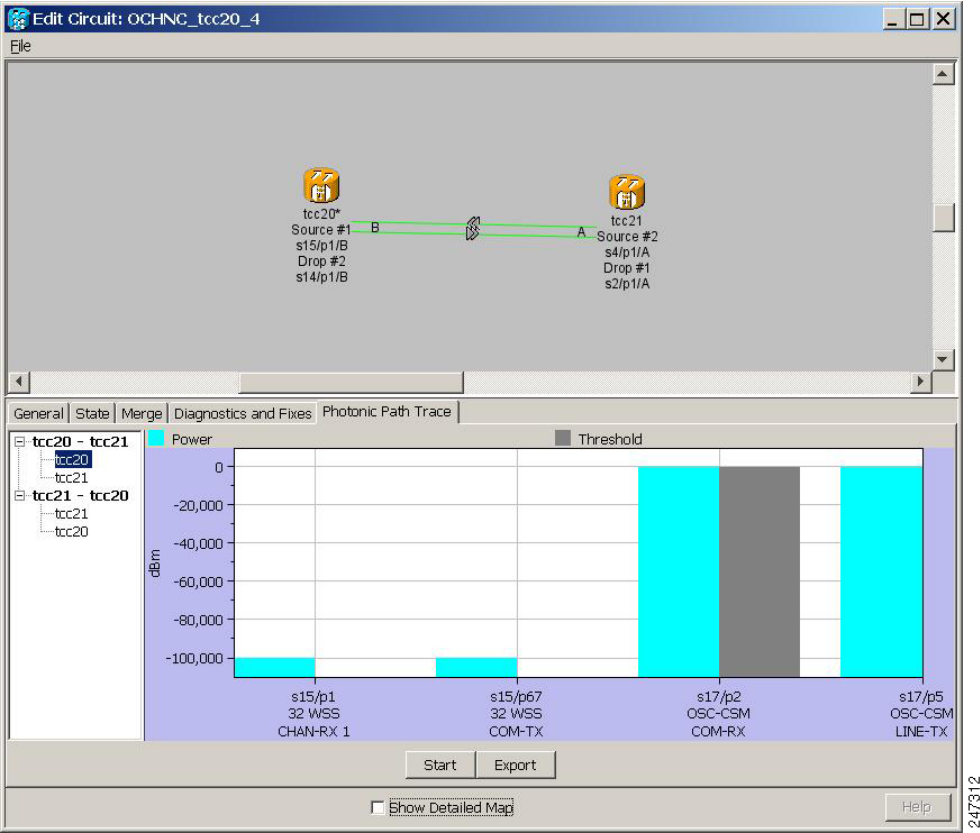 Edit Circuit: OCHNC_tcc20_4
File
tcc20*
Source #1
s15/p1/B
Drop #2
s14/p1/B
B
A
tcc21
Source #2
s4/p1/A
Drop #1
s2/p1/A
General State Merge Diagnostics and Fixes Photonic Path Trace
tcc20 - tcc21
tcc20
tcc21
tcc21 - tcc20
tcc21
tcc20
Power Threshold
0
-20,000
-40,000
-60,000
-80,000
-100,000
dBm
s15/p1
32 WSS
CHAN-RX 1
s15/p67
32 WSS
COM-TX
s17/p2
OSC-CSM
COM-RX
s17/p5
OSC-CSM
LINE-TX
Start Export
Show Detailed Map
Help
247312